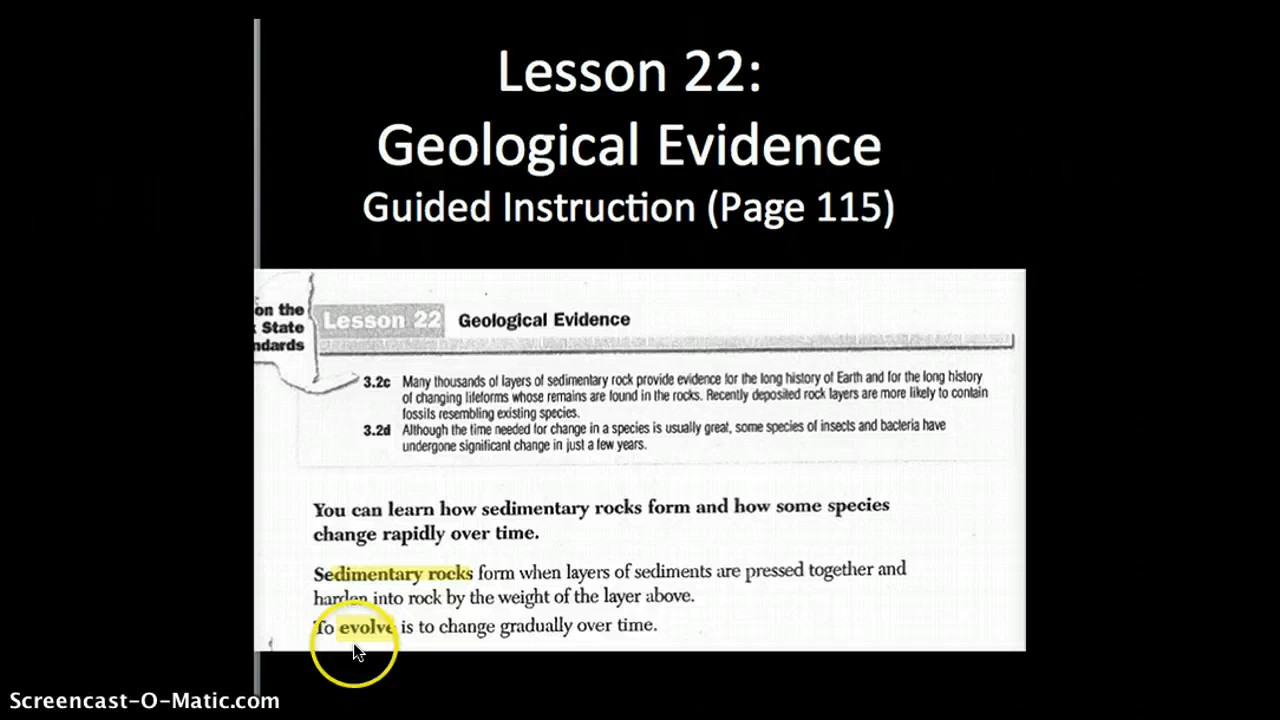 Lesson 22:
Geological Evidence
Guided Instruction (Page 115)
on the
State
ndards
Lesson 22 Geological Evidence
3.2c Many thousands of layers of sedimentary rock provide evidence for the long history of Earth and for the long history
of changing lifeforms whose remains are found in the rocks. Recently deposited rock layers are more likely to contain
fossils resembling existing species.
3.2d Although the time needed for change in a species is usually great, some species of insects and bacteria have
undergone significant change in just a few years.
You can learn how sedimentary rocks form and how some species
change rapidly over time.
Sedimentary rocks form when layers of sediments are pressed together and
harden into rock by the weight of the layer above.
To evolve is to change gradually over time.
Screencast-O-Matic.com